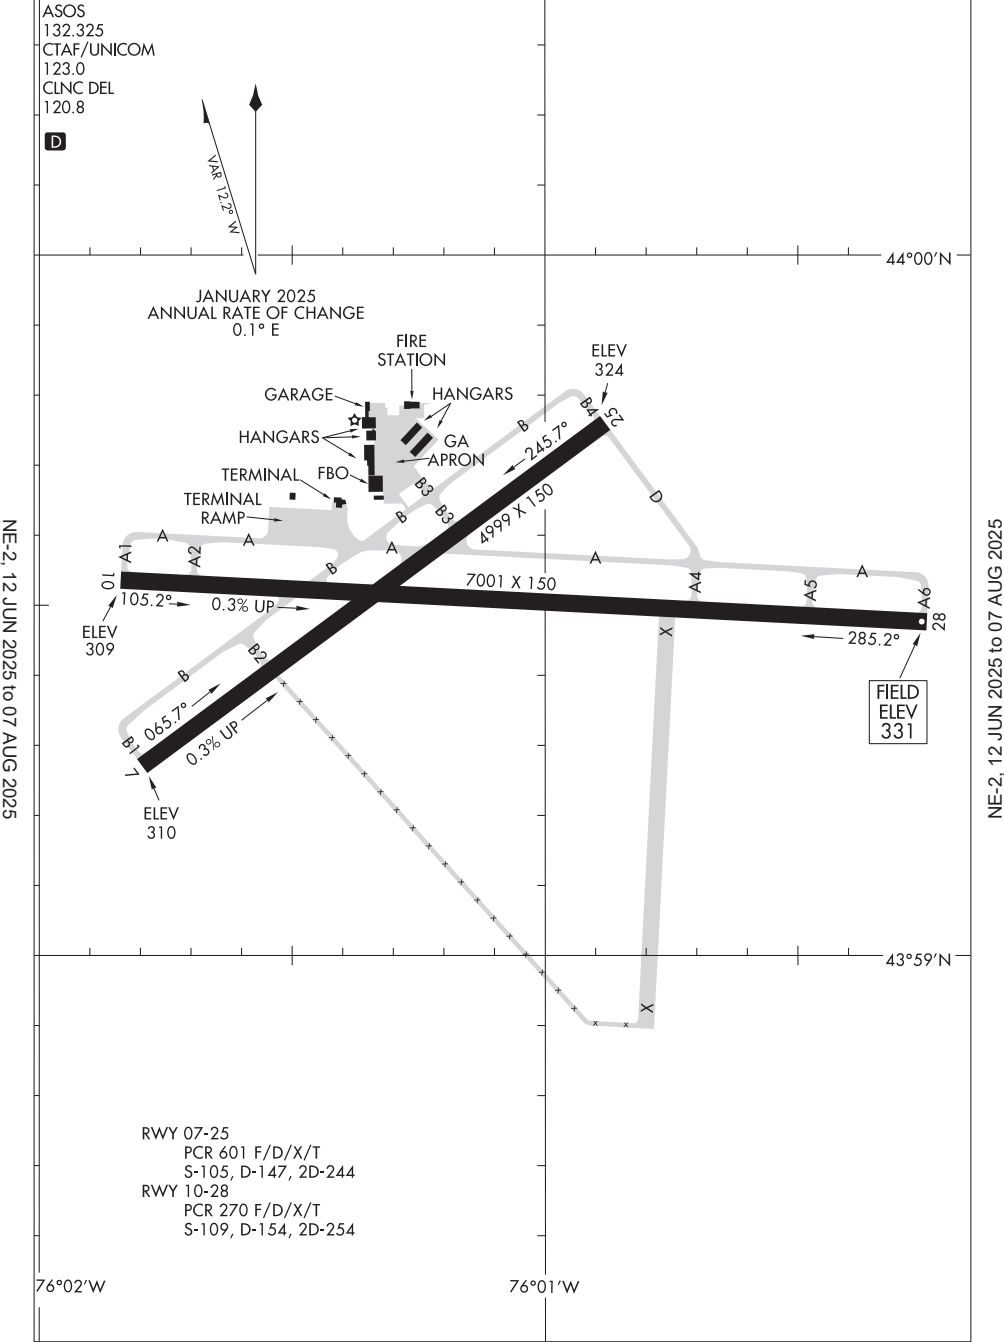 ASOS
132.325
CTAF/UNICOM
123.0
CLNC DEL
120.8
D
VAR 12.2° W
JANUARY 2025
ANNUAL RATE OF CHANGE
0.1° E
44°00'N
FIRE
STATION
ELEV
324
GARAGE
HANGARS
HANGARS
GA
APRON
TERMINAL
FBO
TERMINAL
RAMP
B
B4
25
245.7°
4999 X 150
B3
B3
B
D
A
A
A
A
A
A1
A2
A4
A5
A6
B
10
105.2°
0.3% UP
7001 X 150
28
285.2°
ELEV
309
X
FIELD
ELEV
331
B2
B
065.7°
0.3% UP
B1
7
ELEV
310
43°59'N
X
x
x
RWY 07-25
PCR 601 F/D/X/T
S-105, D-147, 2D-244
RWY 10-28
PCR 270 F/D/X/T
S-109, D-154, 2D-254
76°02'W
76°01'W
NE-2, 12 JUN 2025 to 07 AUG 2025
NE-2, 12 JUN 2025 to 07 AUG 2025